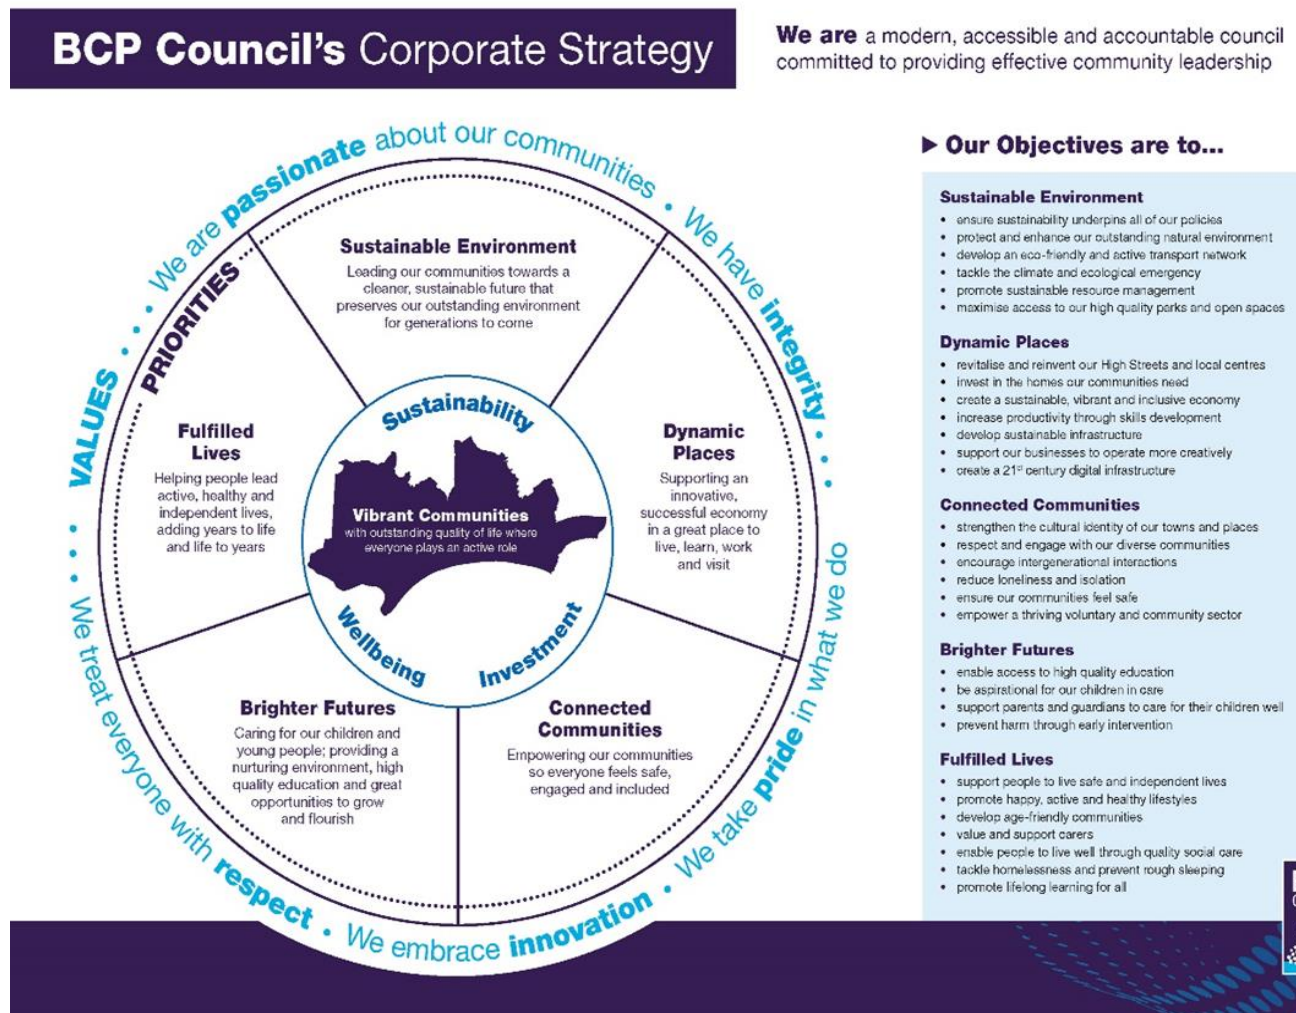 BCP Council's Corporate Strategy
We are a modern, accessible and accountable council
committed to providing effective community leadership
VALUES
We are passionate about our communities • We have integrity
We take pride in what we do
We treat everyone with respect • We embrace innovation
PRIORITIES
Sustainable Environment
Leading our communities towards a
cleaner, sustainable future that
preserves our outstanding environment
for generations to come
Dynamic
Places
Supporting an
innovative,
successful economy
in a great place to
live, learn, work
and visit
Connected
Communities
Empowering our communities
so everyone feels safe,
engaged and included
Brighter Futures
Caring for our children and
young people; providing a
nurturing environment, high
quality education and great
opportunities to grow
and flourish
Fulfilled
Lives
Helping people lead
active, healthy and
independent lives,
adding years to life
and life to years
Sustainability
Vibrant Communities
with outstanding quality of life where
everyone plays an active role
Wellbeing
Investment
Our Objectives are to...
Sustainable Environment
• ensure sustainability underpins all of our policies
• protect and enhance our outstanding natural environment
• develop an eco-friendly and active transport network
• tackle the climate and ecological emergency
• promote sustainable resource management
• maximise access to our high quality parks and open spaces
Dynamic Places
• revitalise and reinvent our High Streets and local centres
• invest in the homes our communities need
• create a sustainable, vibrant and inclusive economy
• increase productivity through skills development
• develop sustainable infrastructure
• support our businesses to operate more creatively
• create a 21st century digital infrastructure
Connected Communities
• strengthen the cultural identity of our towns and places
• respect and engage with our diverse communities
• encourage intergenerational interactions
• reduce loneliness and isolation
• ensure our communities feel safe
• empower a thriving voluntary and community sector
Brighter Futures
• enable access to high quality education
• be aspirational for our children in care
• support parents and guardians to care for their children well
• prevent harm through early intervention
Fulfilled Lives
• support people to live safe and independent lives
• promote happy, active and healthy lifestyles
• develop age-friendly communities
• value and support carers
• enable people to live well through quality social care
• tackle homelessness and prevent rough sleeping
• promote lifelong learning for all